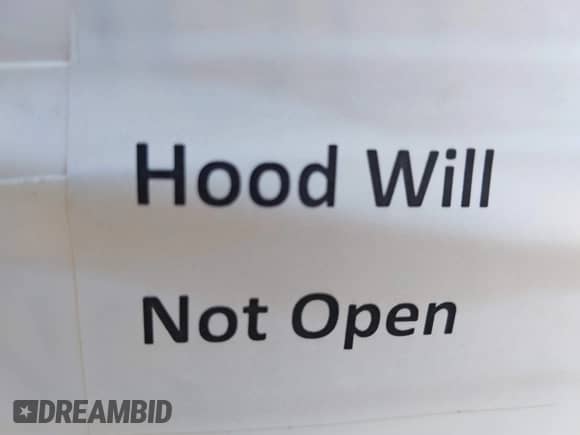 Hood Will
Not Open
DREAMBID